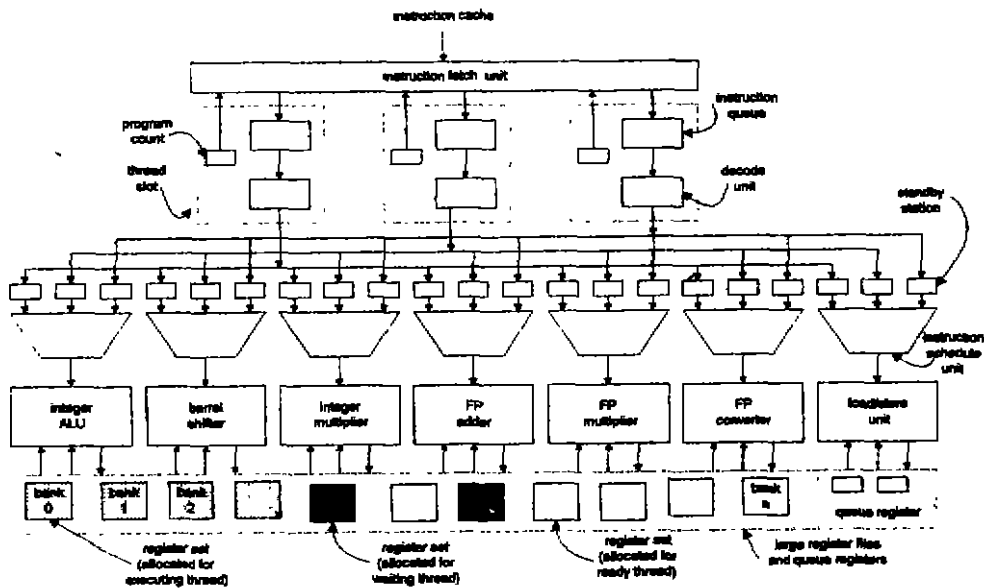 instruction cache
instruction fetch unit
program
count
thread
slot
instruction
queue
decode
unit
standby
station
instruction
schedule
unit
integer
ALU
barrel
shifter
integer
multiplier
FP
adder
FP
multiplier
FP
converter
load/store
unit
bank
0
bank
1
bank
2
bank
queue register
register set
(allocated for
executing thread)
register set
(allocated for
waiting thread)
register set
(allocated for
ready thread)
large register files
and queue registers